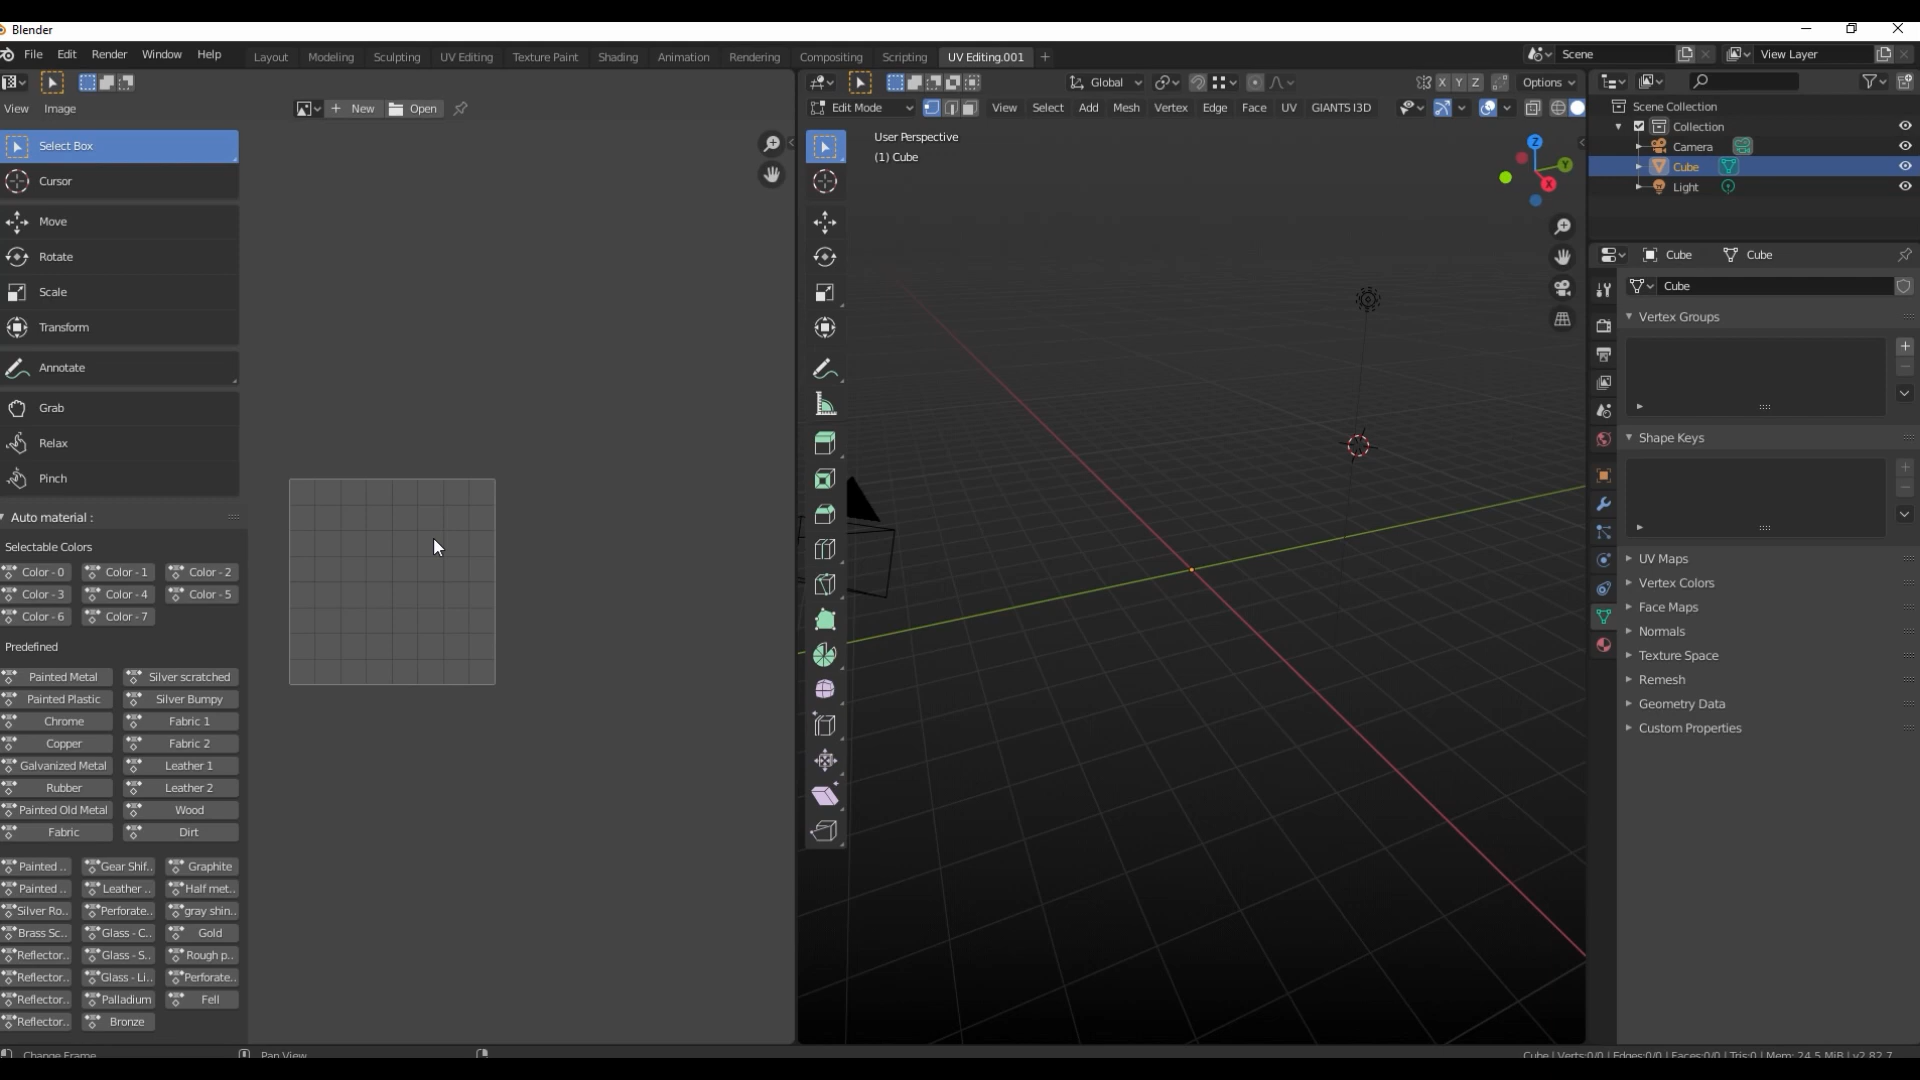 Blender
File Edit Render Window Help Layout Modeling Sculpting UV Editing Texture Paint Shading Animation Rendering Compositing Scripting UV Editing.001 + Scene View Layer
Global X Y Z Options
View Image + New Open Edit Mode View Select Add Mesh Vertex Edge Face UV GIANTS I3D
Scene Collection
Collection
Camera
Cube
Light
User Perspective
(1) Cube
Z
Y
X
Select Box
Cursor
Move
Rotate
Scale
Transform
Annotate
Grab
Relax
Pinch
Auto material :
Selectable Colors
Color - 0 Color - 1 Color - 2
Color - 3 Color - 4 Color - 5
Color - 6 Color - 7
Predefined
Painted Metal Silver scratched
Painted Plastic Silver Bumpy
Chrome Fabric 1
Copper Fabric 2
Galvanized Metal Leather 1
Rubber Leather 2
Painted Old Metal Wood
Fabric Dirt
Painted .. Gear Shif.. Graphite
Painted .. Leather .. Half met..
Silver Ro.. Perforate.. gray shin..
Brass Sc.. Glass - C.. Gold
Reflector.. Glass - S.. Rough p..
Reflector.. Glass - Li.. Perforate..
Reflector.. Palladium Fell
Reflector.. Bronze
Cube Cube
Cube
Vertex Groups
Shape Keys
UV Maps
Vertex Colors
Face Maps
Normals
Texture Space
Remesh
Geometry Data
Custom Properties
Change Frame Pan View Cube | Verts:0/0 | Edges:0/0 | Faces:0/0 | Tris:0 | Mem: 24.5 MiB | v2.82.7